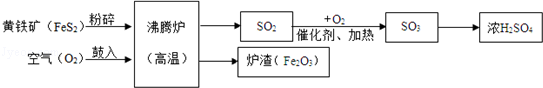 黄铁矿（FeS₂） 粉碎
空气（O₂） 鼓入
沸腾炉
（高温）
SO₂
+O₂
催化剂、加热
SO₃
浓H₂SO₄
炉渣（Fe₂O₃）